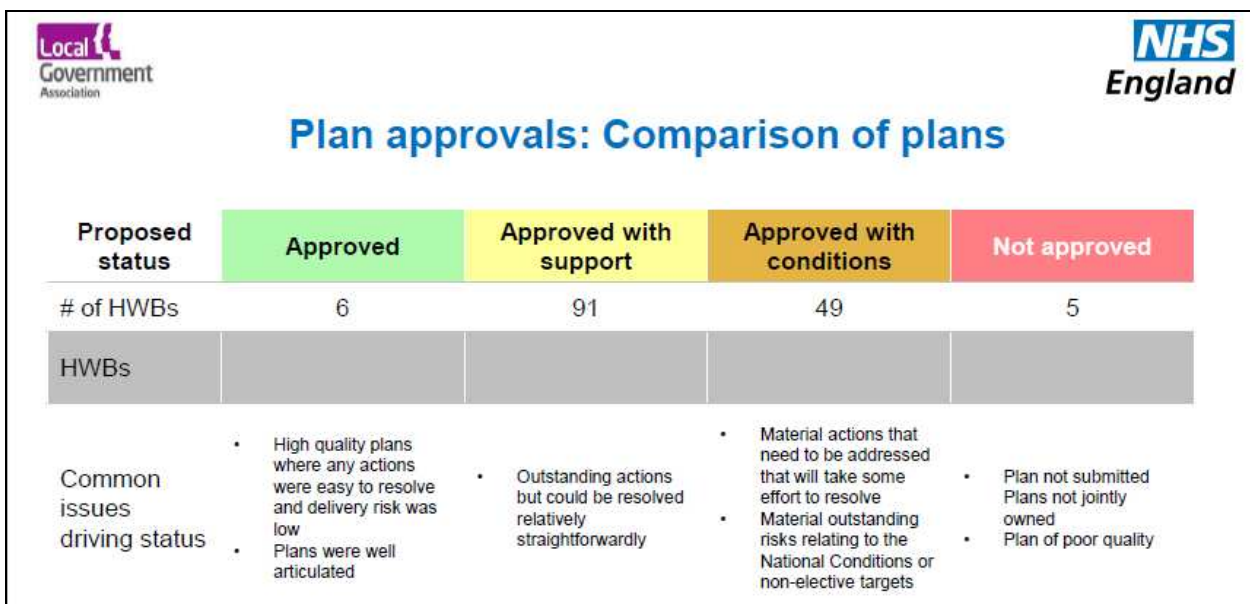 Local
Government
Association
NHS
England
Plan approvals: Comparison of plans
Proposed status
Approved
Approved with support
Approved with conditions
Not approved
# of HWBs
6
91
49
5
HWBs
Common
issues
driving status
• High quality plans
where any actions
were easy to resolve
and delivery risk was
low
• Plans were well
articulated
• Outstanding actions
but could be resolved
relatively
straightforwardly
• Material actions that
need to be addressed
that will take some
effort to resolve
• Material outstanding
risks relating to the
National Conditions or
non-elective targets
• Plan not submitted
Plans not jointly
owned
• Plan of poor quality